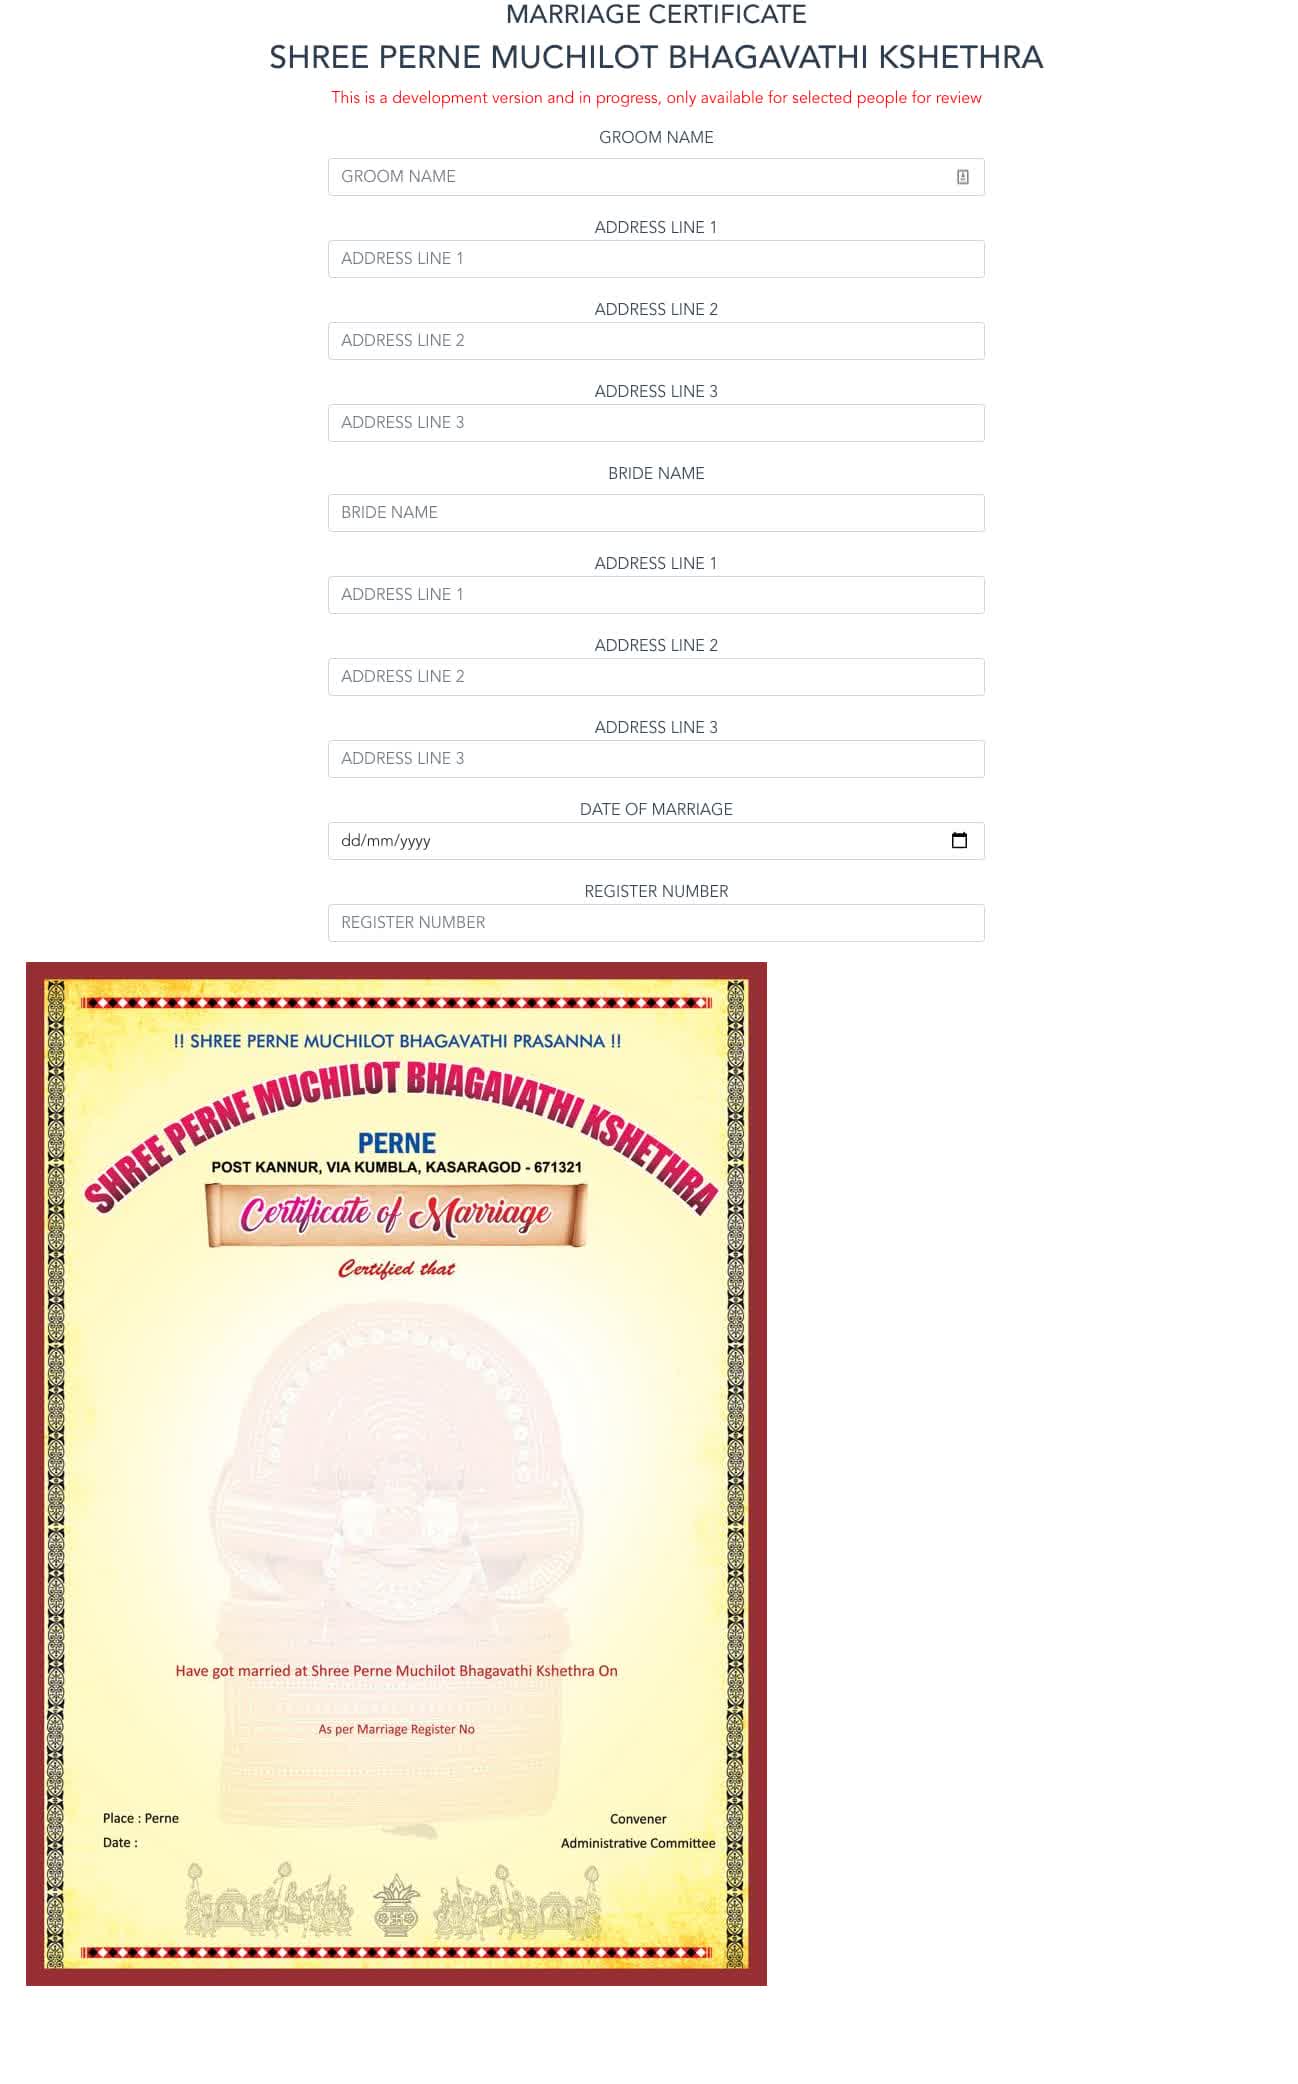 MARRIAGE CERTIFICATE
SHREE PERNE MUCHILOT BHAGAVATHI KSHETHRA
This is a development version and in progress, only available for selected people for review
GROOM NAME
GROOM NAME
ADDRESS LINE 1
ADDRESS LINE 1
ADDRESS LINE 2
ADDRESS LINE 2
ADDRESS LINE 3
ADDRESS LINE 3
BRIDE NAME
BRIDE NAME
ADDRESS LINE 1
ADDRESS LINE 1
ADDRESS LINE 2
ADDRESS LINE 2
ADDRESS LINE 3
ADDRESS LINE 3
DATE OF MARRIAGE
dd/mm/yyyy
REGISTER NUMBER
REGISTER NUMBER
!! SHREE PERNE MUCHILOT BHAGAVATHI PRASANNA !!
SHREE PERNE MUCHILOT BHAGAVATHI KSHETHRA
PERNE
POST KANNUR, VIA KUMBLA, KASARAGOD - 671321
Certificate of Marriage
Certified that
Have got married at Shree Perne Muchilot Bhagavathi Kshethra On
As per Marriage Register No
Place : Perne
Date :
Convener
Administrative Committee